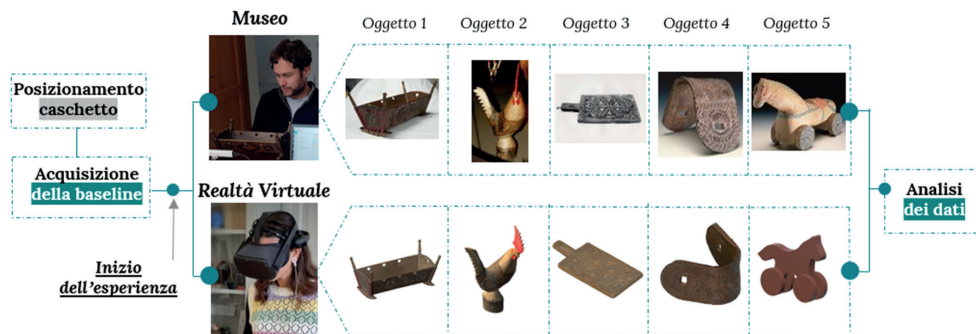 Museo
Oggetto 1
Oggetto 2
Oggetto 3
Oggetto 4
Oggetto 5
Posizionamento
caschetto
Acquisizione
della baseline
Realtà Virtuale
Analisi
dei dati
Inizio
dell'esperienza